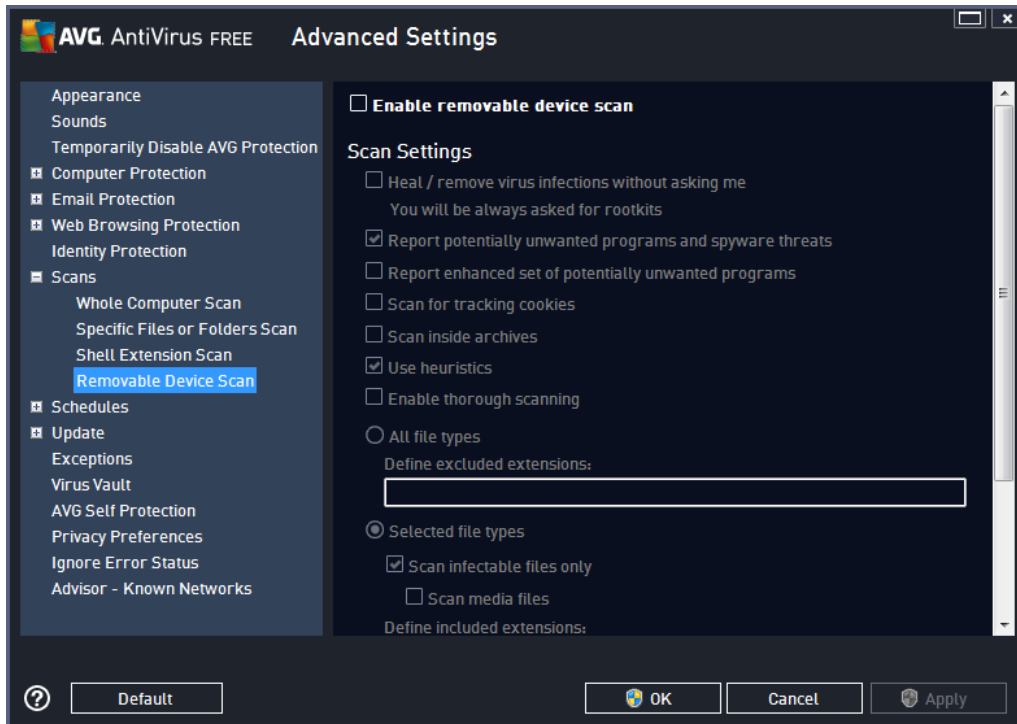 AVG. AntiVirus FREE Advanced Settings
Appearance
Sounds
Temporarily Disable AVG Protection
Computer Protection
Email Protection
Web Browsing Protection
Identity Protection
Scans
Whole Computer Scan
Specific Files or Folders Scan
Shell Extension Scan
Removable Device Scan
Schedules
Update
Exceptions
Virus Vault
AVG Self Protection
Privacy Preferences
Ignore Error Status
Advisor - Known Networks
Enable removable device scan
Scan Settings
Heal / remove virus infections without asking me
You will be always asked for rootkits
Report potentially unwanted programs and spyware threats
Report enhanced set of potentially unwanted programs
Scan for tracking cookies
Scan inside archives
Use heuristics
Enable thorough scanning
All file types
Define excluded extensions:
Selected file types
Scan infectable files only
Scan media files
Define included extensions:
? Default OK Cancel Apply